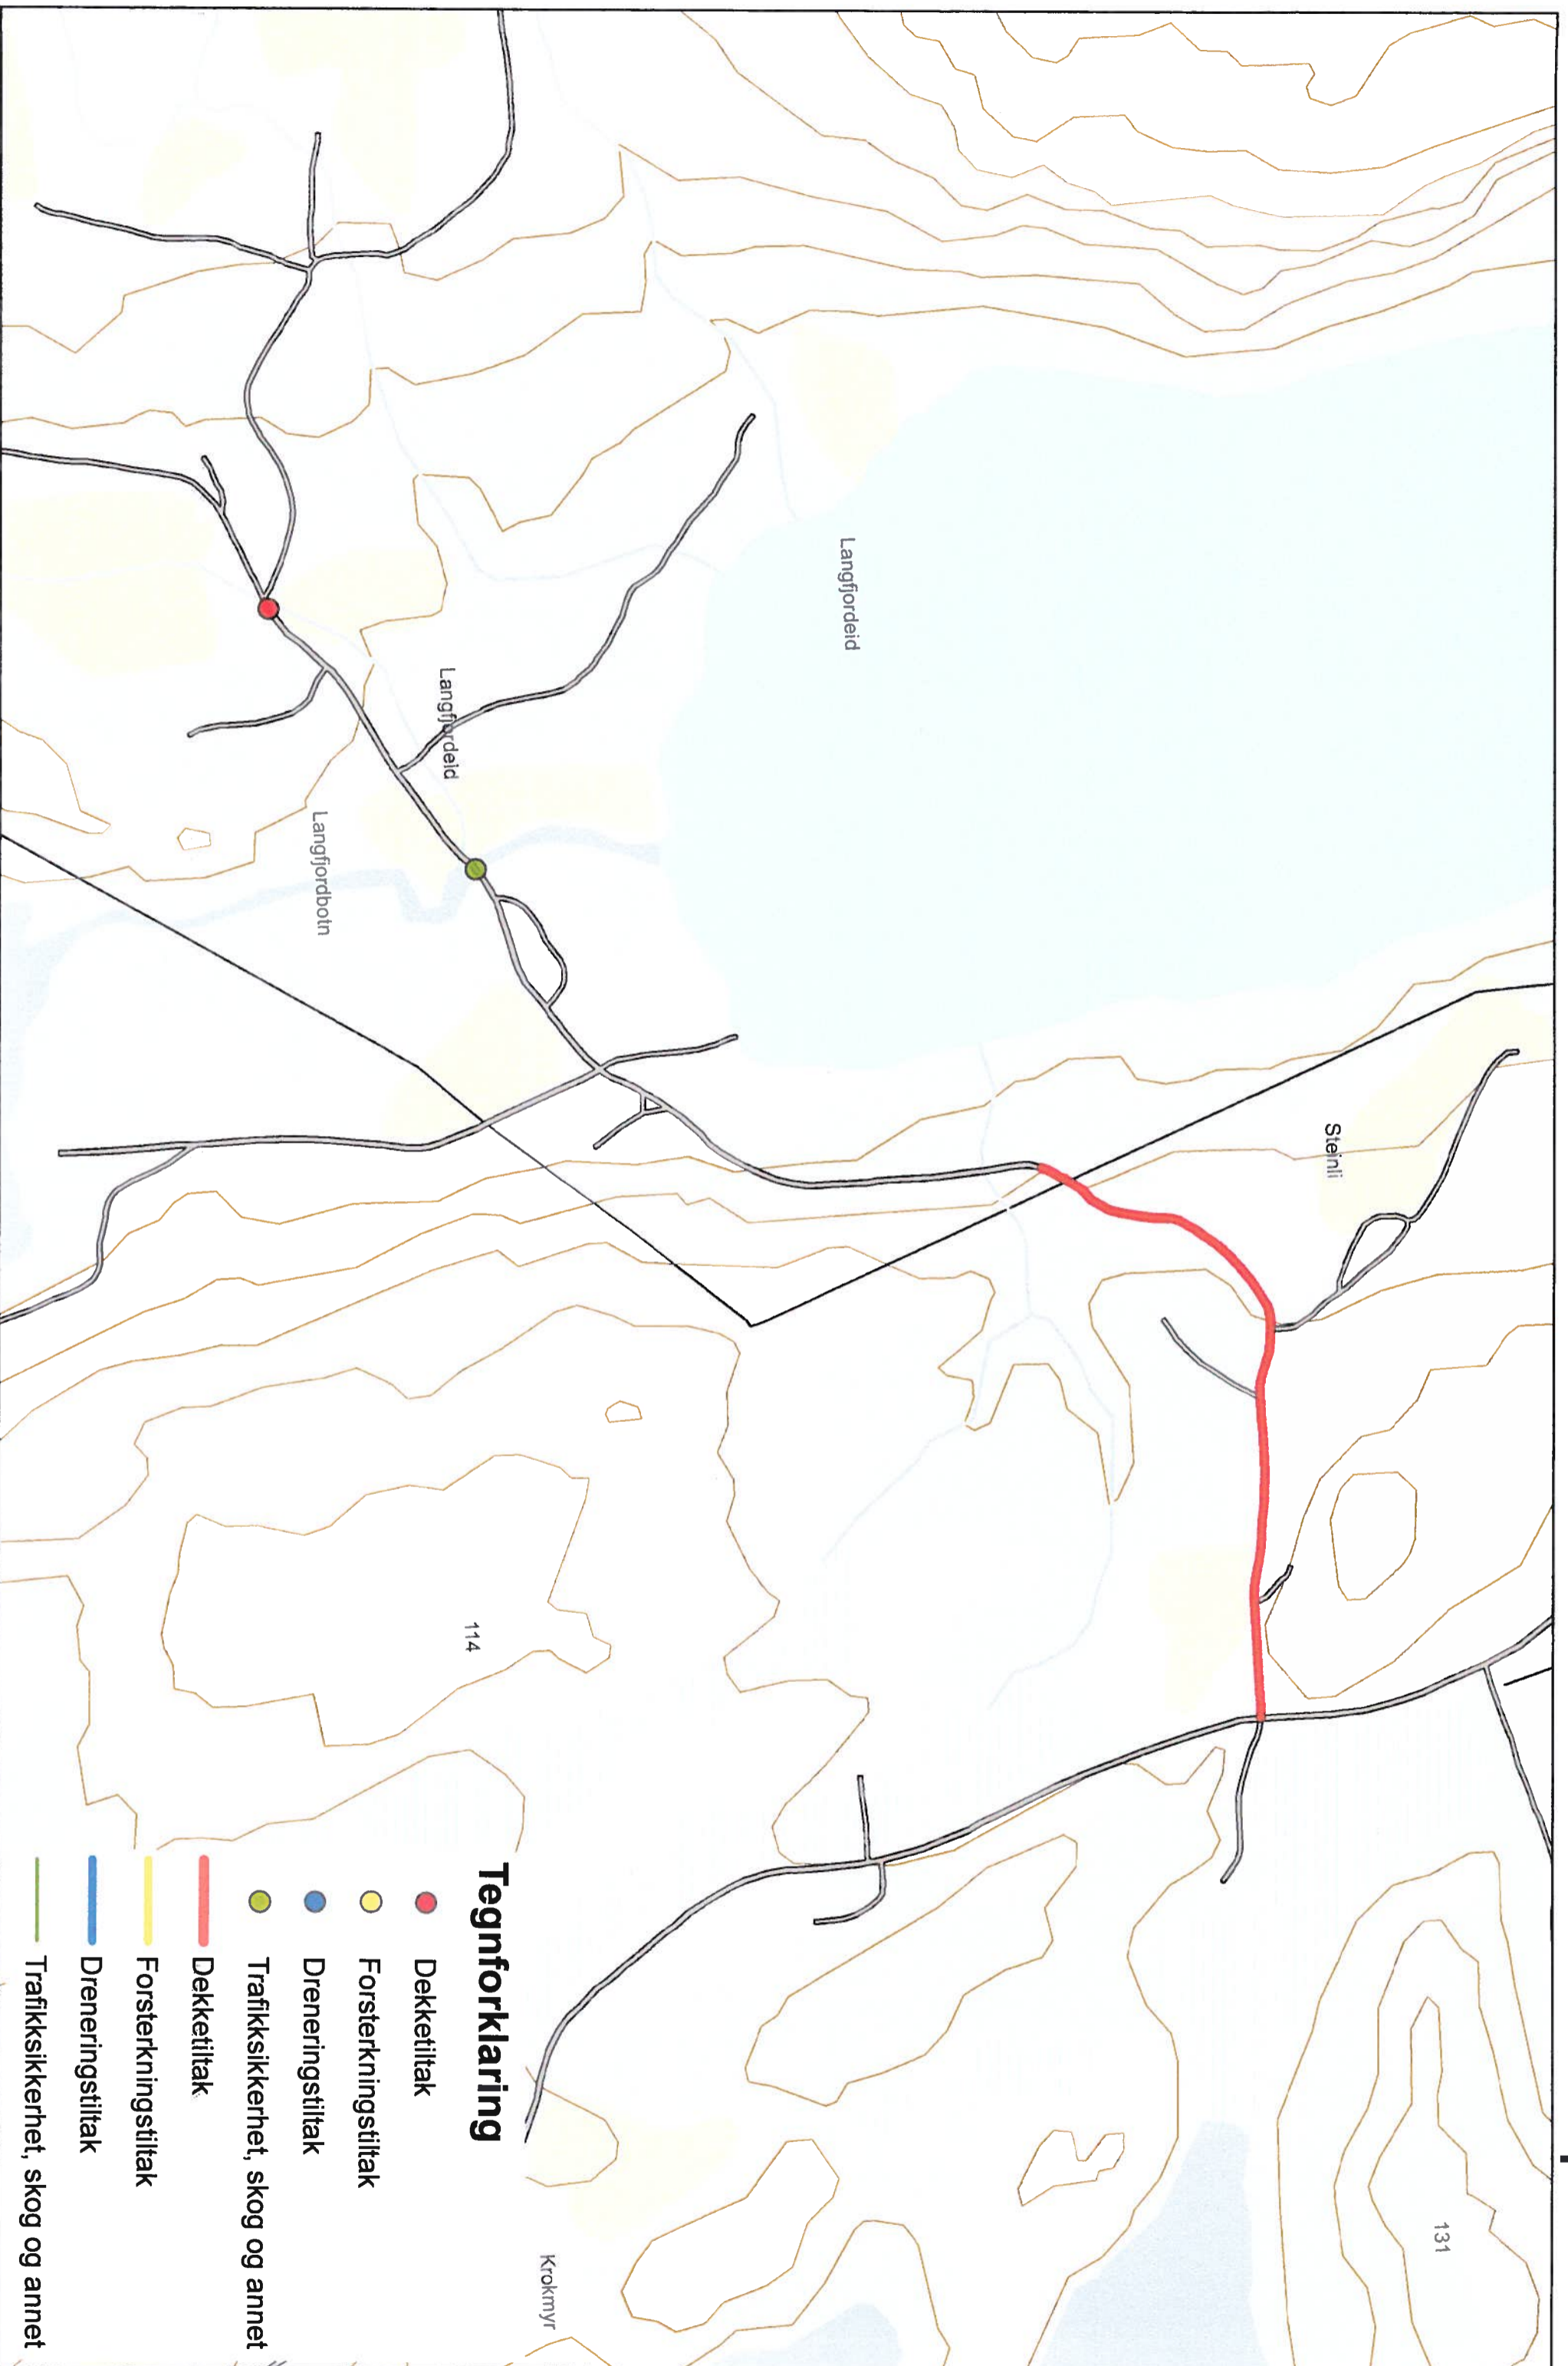 Steinli
131
Langfjordeid
Langfjordeid
Langfjordbotn
114
Krokmyr
Tegnforklaring
Dekketiltak
Forsterkningstiltak
Dreneringstiltak
Trafikksikkerhet, skog og annet
Dekketiltak
Forsterkningstiltak
Dreneringstiltak
Trafikksikkerhet, skog og annet